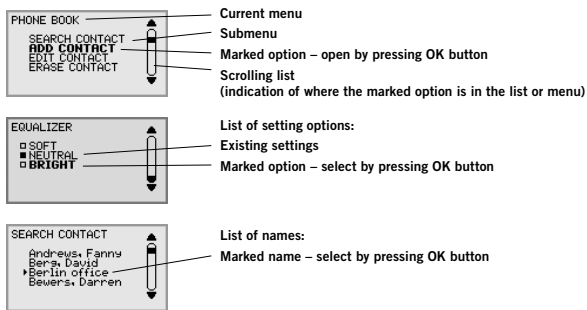 PHONE BOOK
SEARCH CONTACT
ADD CONTACT
EDIT CONTACT
ERASE CONTACT
Current menu
Submenu
Marked option – open by pressing OK button
Scrolling list
(indication of where the marked option is in the list or menu)
EQUALIZER
SOFT
NEUTRAL
BRIGHT
List of setting options:
Existing settings
Marked option – select by pressing OK button
SEARCH CONTACT
Andrews, Fanny
Berg, David
Berlin office
Bewers, Darren
List of names:
Marked name – select by pressing OK button